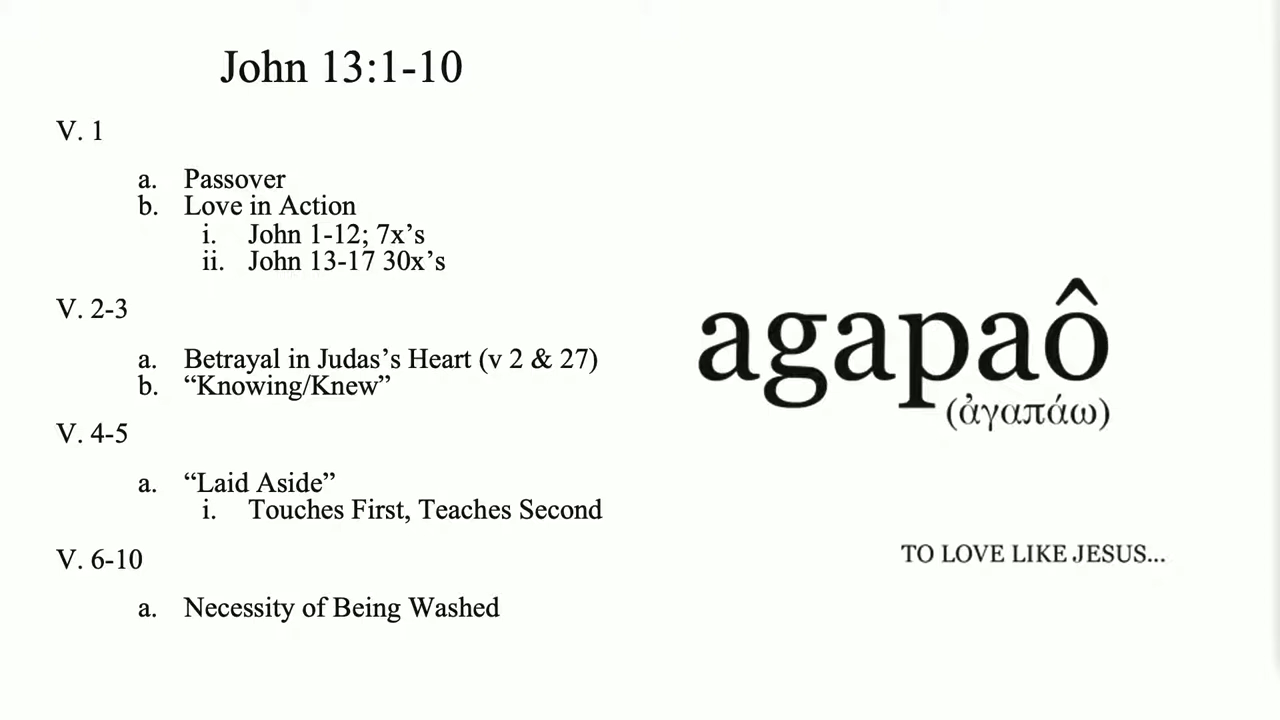 John 13:1-10
V. 1
a. Passover
b. Love in Action
i. John 1-12; 7x’s
ii. John 13-17 30x’s
V. 2-3
a. Betrayal in Judas’s Heart (v 2 & 27)
b. “Knowing/Knew”
V. 4-5
a. “Laid Aside”
i. Touches First, Teaches Second
V. 6-10
a. Necessity of Being Washed
agapaô
(ἀγαπάω)
TO LOVE LIKE JESUS...